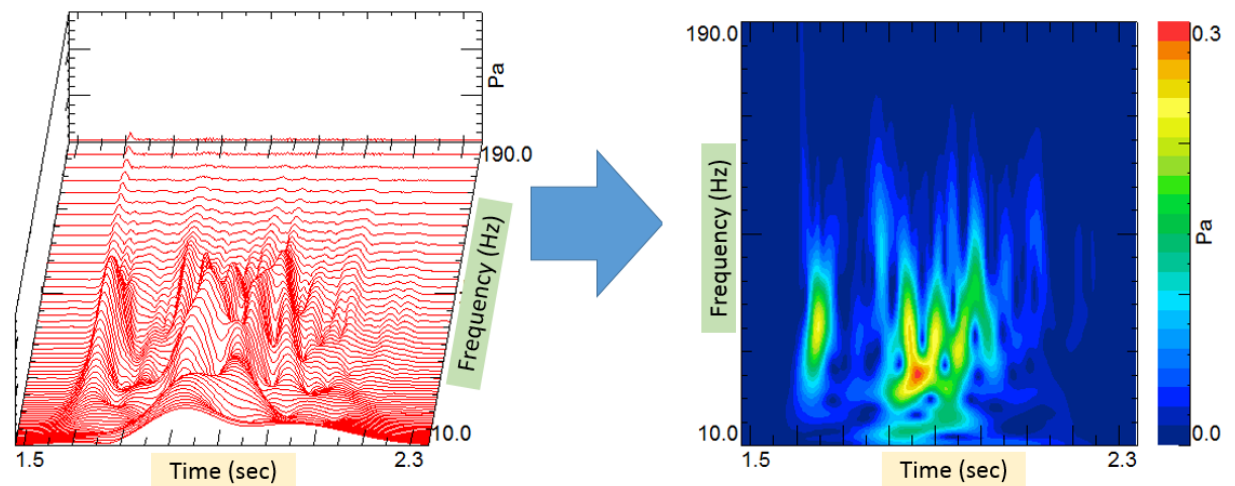 Pa
190.0
Frequency (Hz)
10.0
1.5
Time (sec)
2.3
190.0
Frequency (Hz)
10.0
1.5
Time (sec)
2.3
0.3
Pa
0.0